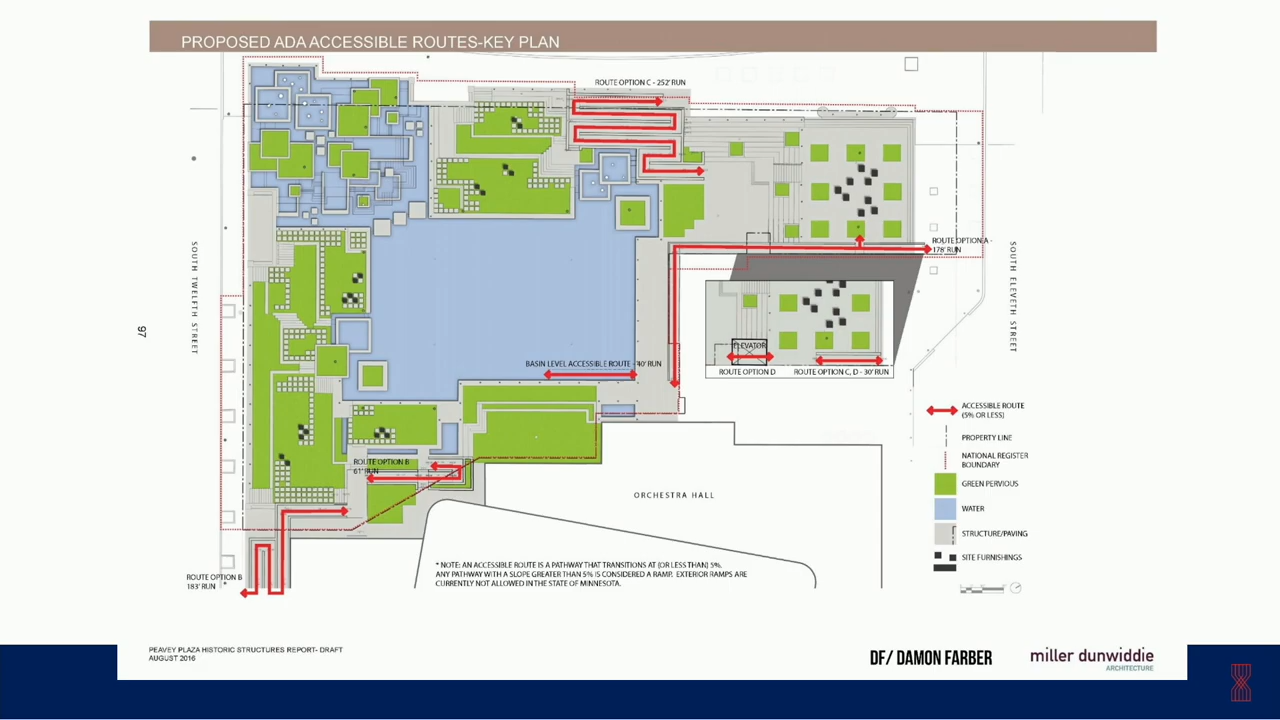 PROPOSED ADA ACCESSIBLE ROUTES-KEY PLAN
ROUTE OPTION C - 252' RUN
ROUTE OPTION A -
178' RUN
SOUTH TWELFTH STREET
SOUTH ELEVETH STREET
97
BASIN LEVEL ACCESSIBLE ROUTE - 40' RUN
ELEVATOR
ROUTE OPTION D
ROUTE OPTION C, D - 30' RUN
ROUTE OPTION B
61' RUN
ORCHESTRA HALL
ROUTE OPTION B
183' RUN
ACCESSIBLE ROUTE
(5% OR LESS)
PROPERTY LINE
NATIONAL REGISTER
BOUNDARY
GREEN PERVIOUS
WATER
STRUCTURE/PAVING
SITE FURNISHINGS
* NOTE: AN ACCESSIBLE ROUTE IS A PATHWAY THAT TRANSITIONS AT (OR LESS THAN) 5%.
ANY PATHWAY WITH A SLOPE GREATER THAN 5% IS CONSIDERED A RAMP. EXTERIOR RAMPS ARE
CURRENTLY NOT ALLOWED IN THE STATE OF MINNESOTA.
PEAVEY PLAZA HISTORIC STRUCTURES REPORT- DRAFT
AUGUST 2016
DF/ DAMON FARBER
miller dunwiddie
ARCHITECTURE